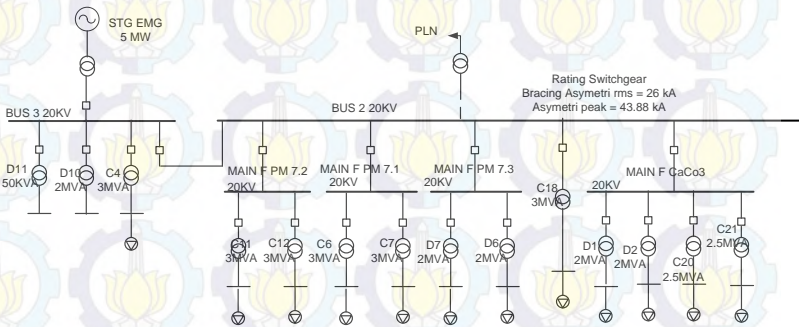 STG EMG
5 MW
PLN
Rating Switchgear
Bracing Asymetri rms = 26 kA
Asymetri peak = 43.88 kA
BUS 3 20KV
BUS 2 20KV
D11
50KVA
D10
2MVA
C4
3MVA
MAIN F PM 7.2
20KV
MAIN F PM 7.1
20KV
MAIN F PM 7.3
20KV
C18
3MVA
MAIN F CaCo3
20KV
C11
3MVA
C12
3MVA
C6
3MVA
C7
3MVA
D7
2MVA
D6
2MVA
D1
2MVA
D2
2MVA
C20
2.5MVA
C21
2.5MVA